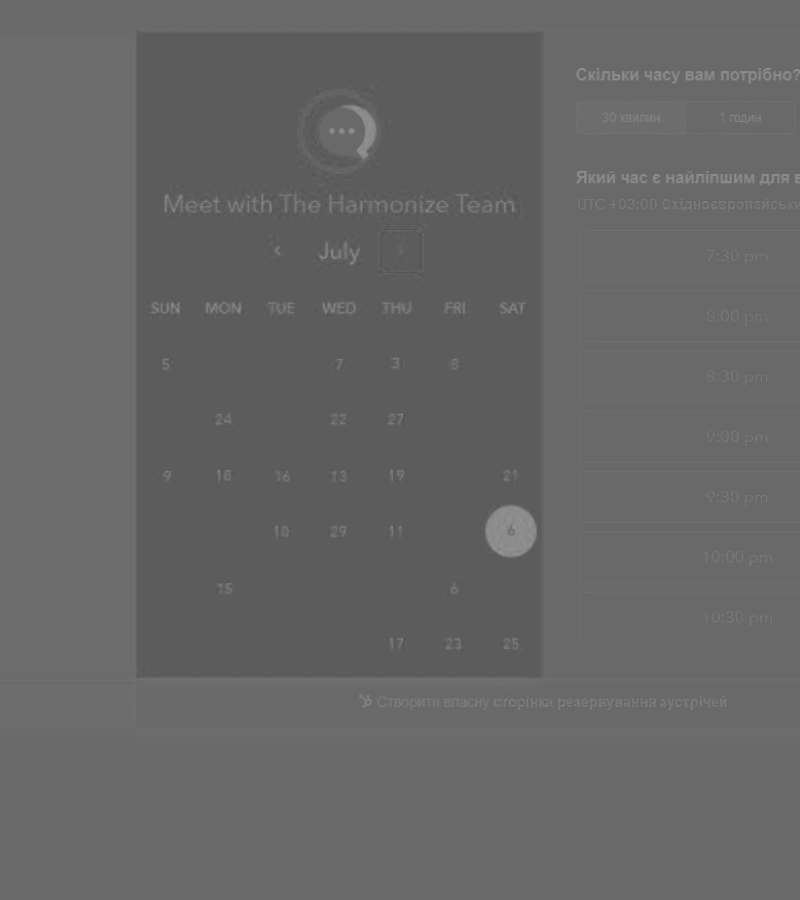 Скільки часу вам потрібно?
30 хвилин 1 годин
Meet with The Harmonize Team
July
SUN MON TUE WED THU FRI SAT
5 7 3 8
24 22 27
9 18 16 13 19 21
10 29 11 6
15 6
17 23 25
Який час є найліпшим для
UTC +03:00
7:30 pm
8:00 pm
8:30 pm
9:00 pm
9:30 pm
10:00 pm
10:30 pm
Створити власну сторінка резервування зустрічей